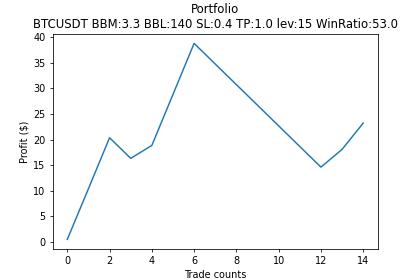 Portfolio
BTCUSDT BBM:3.3 BBL:140 SL:0.4 TP:1.0 lev:15 WinRatio:53.0
40
35
30
25
20
15
10
5
0
Profit ($)
0 2 4 6 8 10 12 14
Trade counts